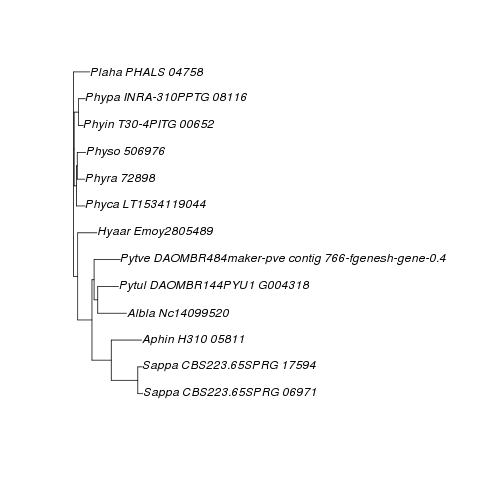 Plaha PHALS 04758
Phypa INRA-310PPTG 08116
Phyin T30-4PITG 00652
Physo 506976
Phyra 72898
Phyca LT1534119044
Hyaar Emoy2805489
Pytve DAOMBR484maker-pve contig 766-fgenesh-gene-0.4
Pytul DAOMBR144PYU1 G004318
Albla Nc14099520
Aphin H310 05811
Sappa CBS223.65SPRG 17594
Sappa CBS223.65SPRG 06971